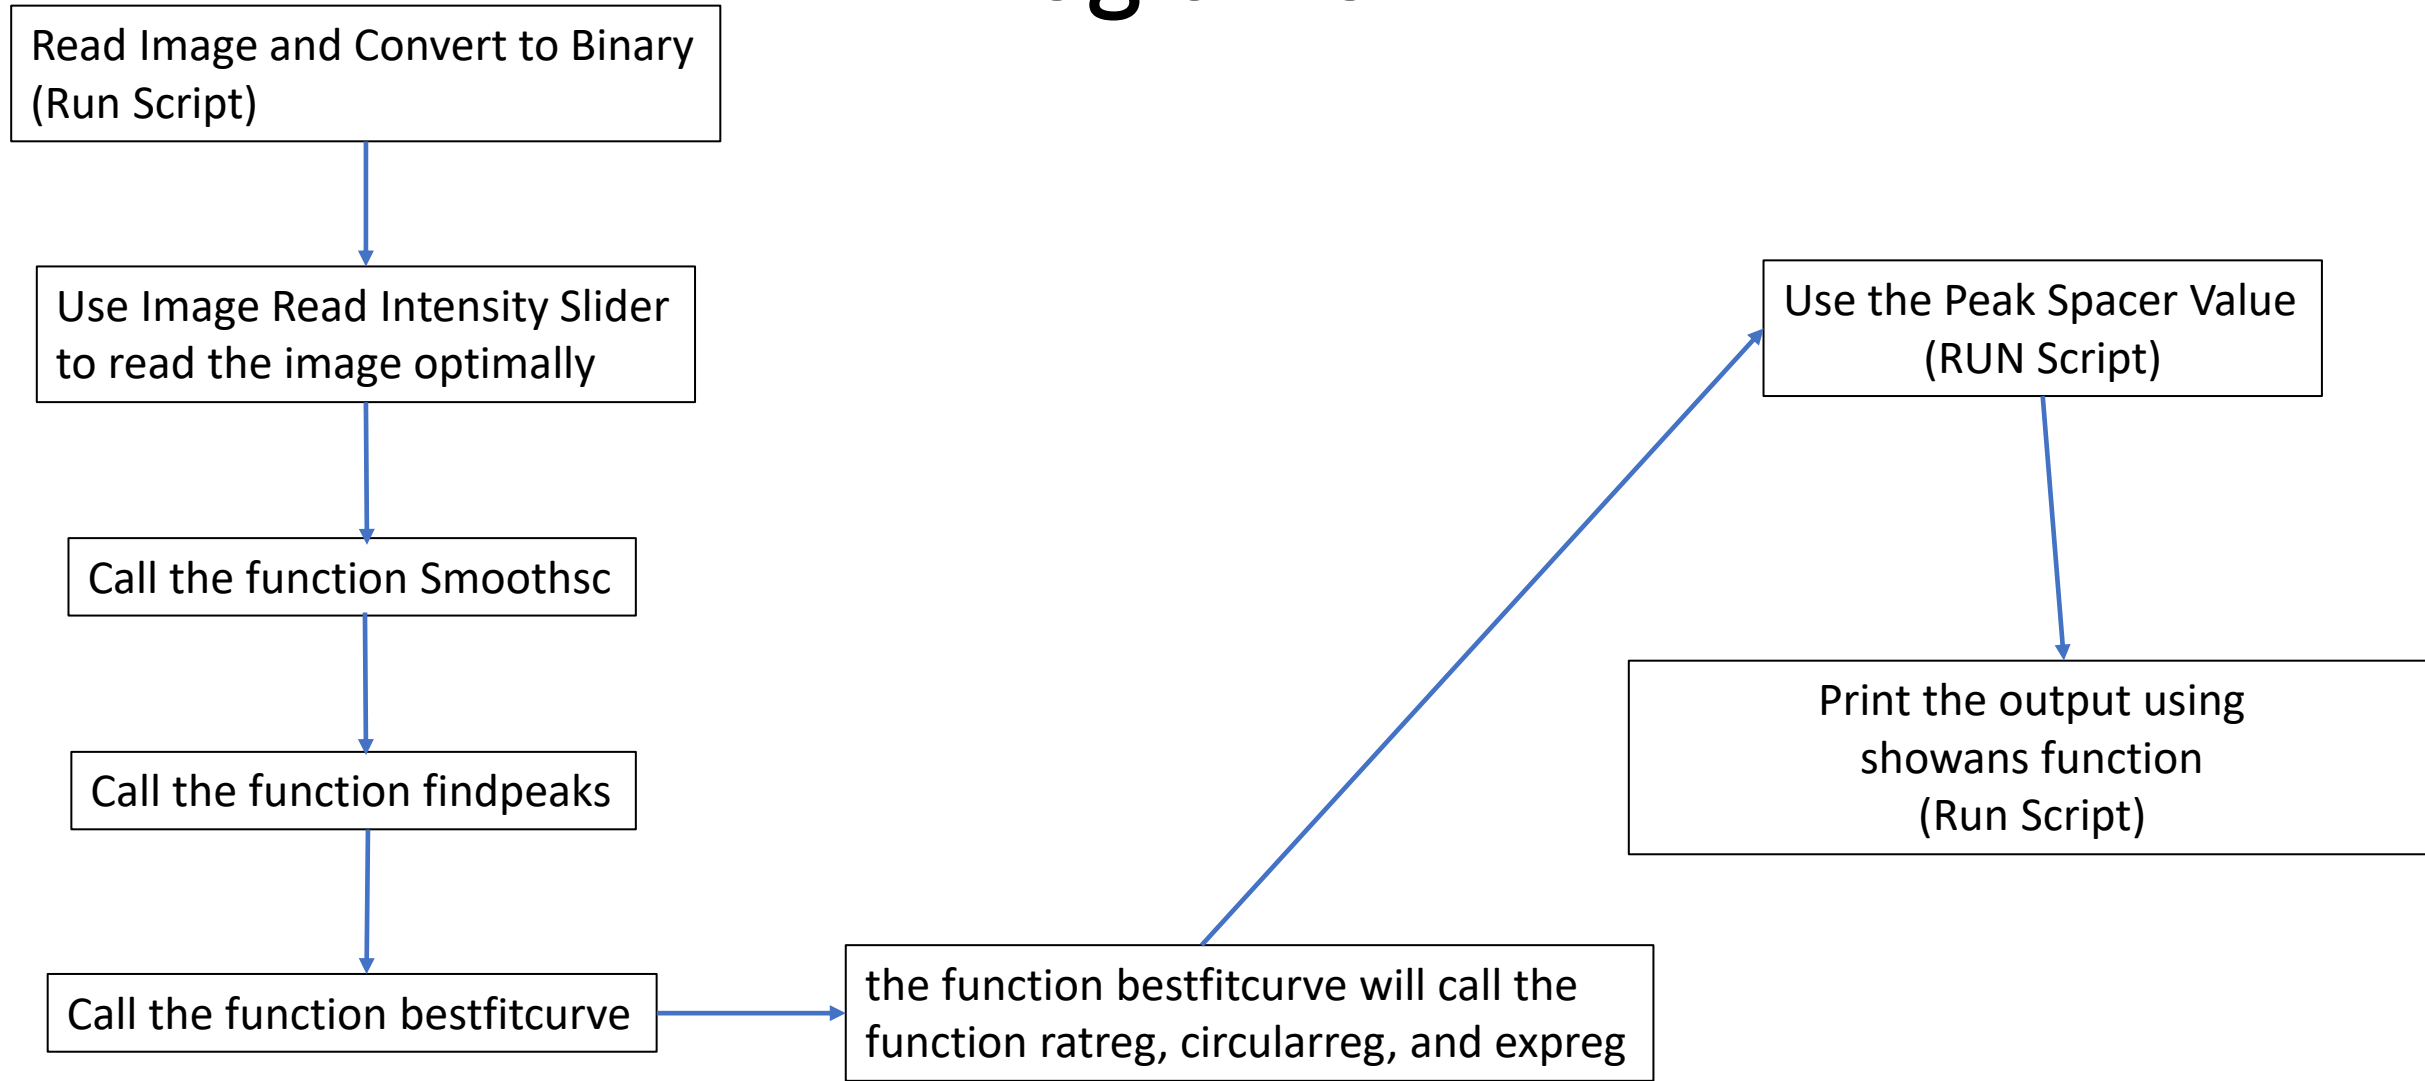 Read Image and Convert to Binary
(Run Script)
Use Image Read Intensity Slider
to read the image optimally
Call the function Smoothsc
Call the function findpeaks
Call the function bestfitcurve
the function bestfitcurve will call the
function ratreg, circularreg, and expreg
Use the Peak Spacer Value
(RUN Script)
Print the output using
showans function
(Run Script)